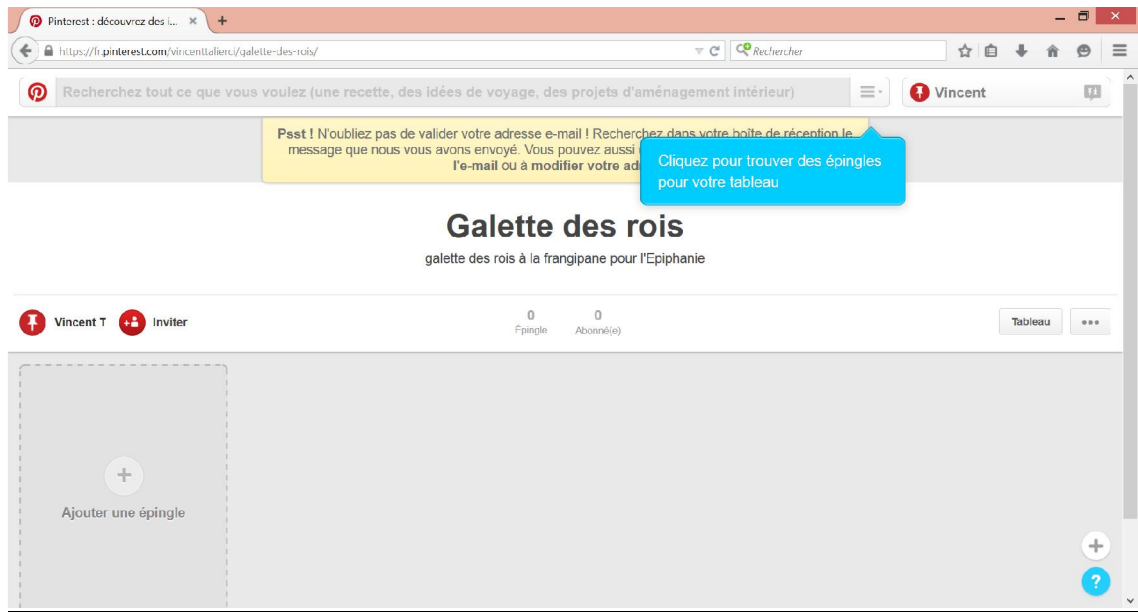 Pinterest : découvrez des i...
https://fr.pinterest.com/vincenttalierci/galette-des-rois/
Rechercher
Recherchez tout ce que vous voulez (une recette, des idées de voyage, des projets d'aménagement intérieur)
Vincent
Psst ! N'oubliez pas de valider votre adresse e-mail ! Recherchez dans votre boîte de réception le
message que nous vous avons envoyé. Vous pouvez aussi
l'e-mail ou à modifier votre ad
Cliquez pour trouver des épingles
pour votre tableau
Galette des rois
galette des rois à la frangipane pour l'Epiphanie
Vincent T
Inviter
0
Épingle
0
Abonné(e)
Tableau
Ajouter une épingle